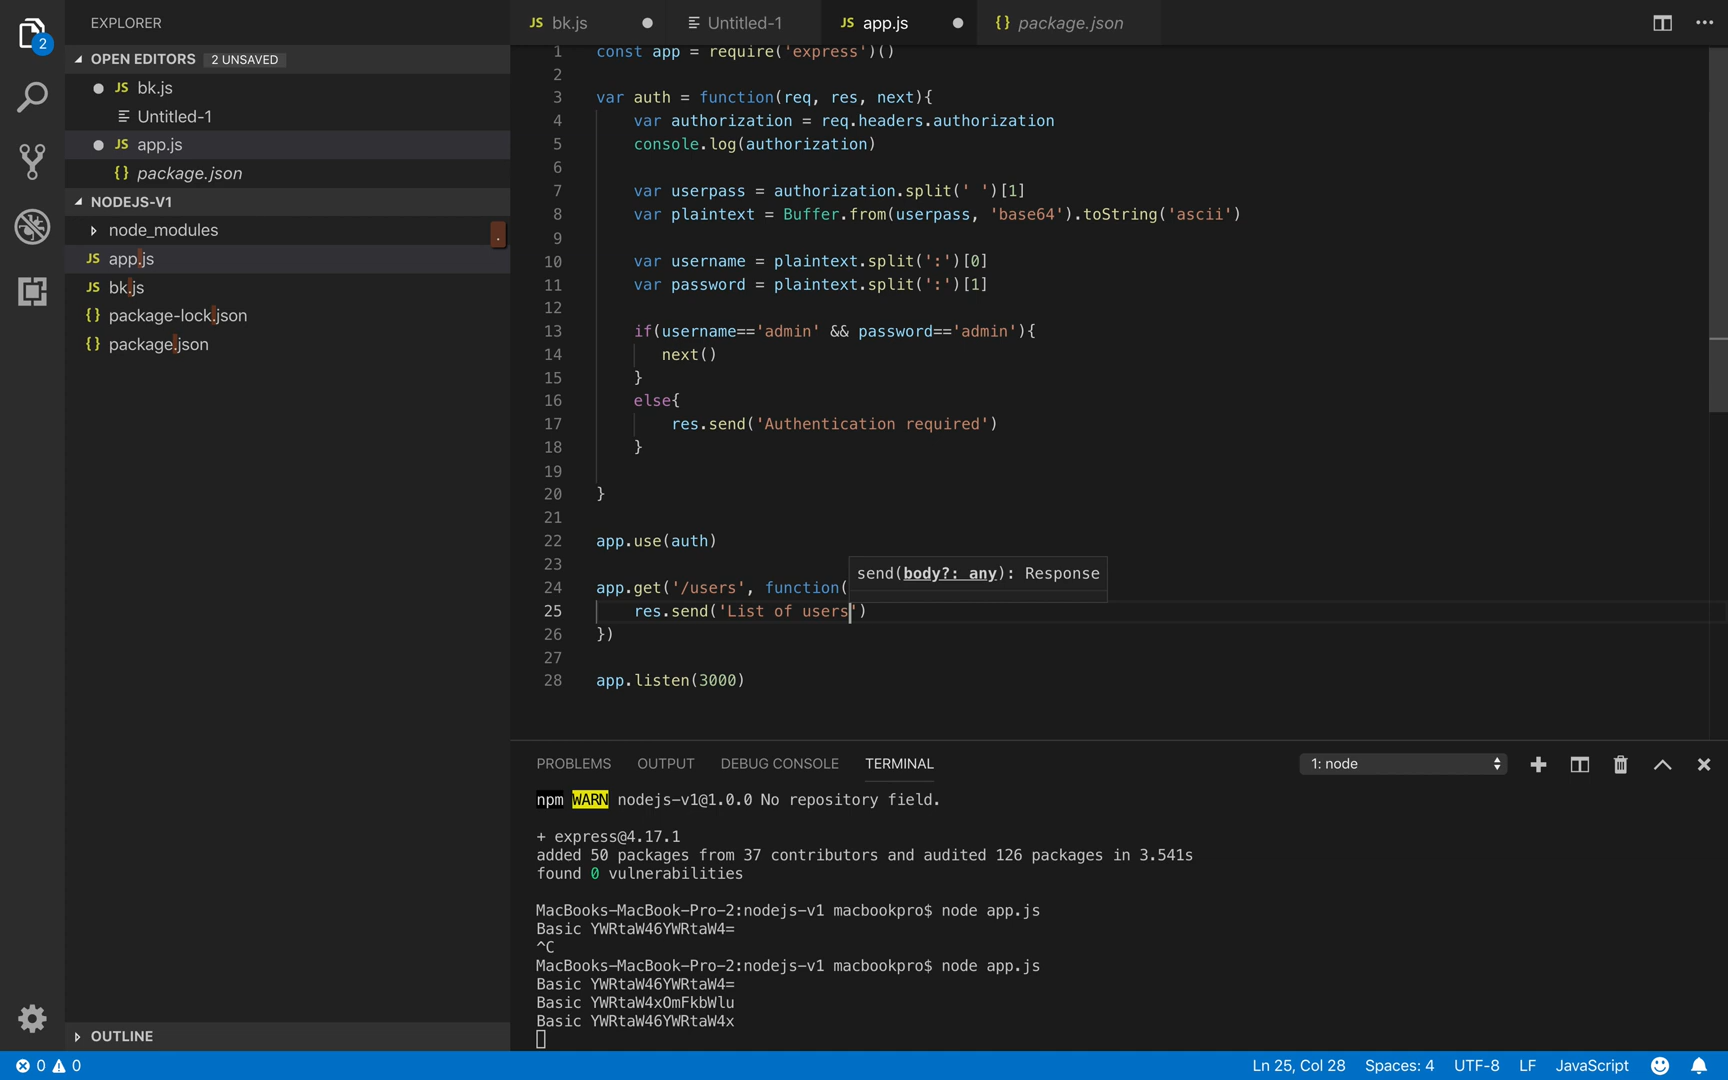 EXPLORER
2
OPEN EDITORS 2 UNSAVED
JS bk.js
Untitled-1
JS app.js
{} package.json
NODEJS-V1
node_modules
.
JS app.js
JS bk.js
{} package-lock.json
{} package.json
OUTLINE
JS bk.js
Untitled-1
JS app.js
{} package.json
1 const app = require('express')()
2
3 var auth = function(req, res, next){
4 var authorization = req.headers.authorization
5 console.log(authorization)
6
7 var userpass = authorization.split(' ')[1]
8 var plaintext = Buffer.from(userpass, 'base64').toString('ascii')
9
10 var username = plaintext.split(':')[0]
11 var password = plaintext.split(':')[1]
12
13 if(username=='admin' && password=='admin'){
14 next()
15 }
16 else{
17 res.send('Authentication required')
18 }
19
20 }
21
22 app.use(auth)
23
send(body?: any): Response
24 app.get('/users', function(
25 res.send('List of users')
26 })
27
28 app.listen(3000)
PROBLEMS OUTPUT DEBUG CONSOLE TERMINAL 1: node
npm WARN nodejs-v1@1.0.0 No repository field.
+ express@4.17.1
added 50 packages from 37 contributors and audited 126 packages in 3.541s
found 0 vulnerabilities
MacBooks-MacBook-Pro-2:nodejs-v1 macbookpro$ node app.js
Basic YWRtaW46YWRtaW4=
^C
MacBooks-MacBook-Pro-2:nodejs-v1 macbookpro$ node app.js
Basic YWRtaW46YWRtaW4=
Basic YWRtaW4xOmFkbWlu
Basic YWRtaW46YWRtaW4x
0 0 Ln 25, Col 28 Spaces: 4 UTF-8 LF JavaScript